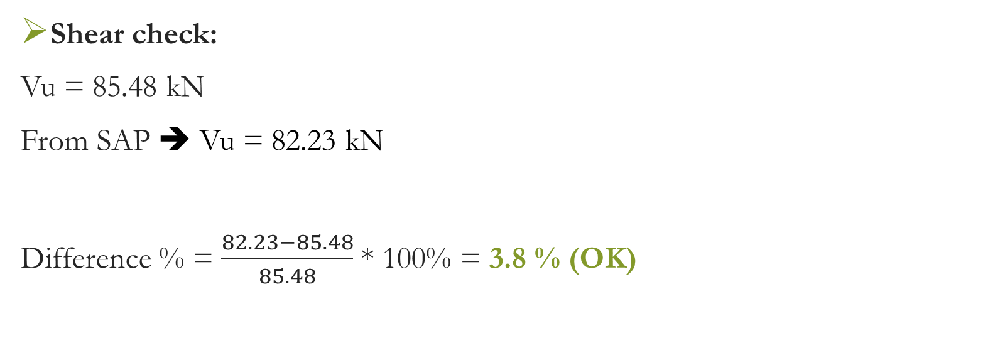 ➢Shear check:
Vu = 85.48 kN
From SAP ➔ Vu = 82.23 kN
Difference % = \frac{82.23−85.48}{85.48} * 100% = 3.8 % (OK)